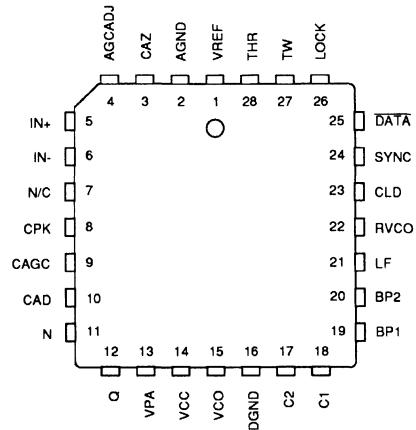 AGCADJ CAZ AGND VREF THR TW LOCK
4 3 2 1 28 27 26
IN+ 5 25 DATA
IN- 6 24 SYNC
N/C 7 23 CLD
CPK 8 22 RVCO
CAGC 9 21 LF
CAD 10 20 BP2
N 11 19 BP1
12 13 14 15 16 17 18
Q VPA VCC VCO DGND C2 C1